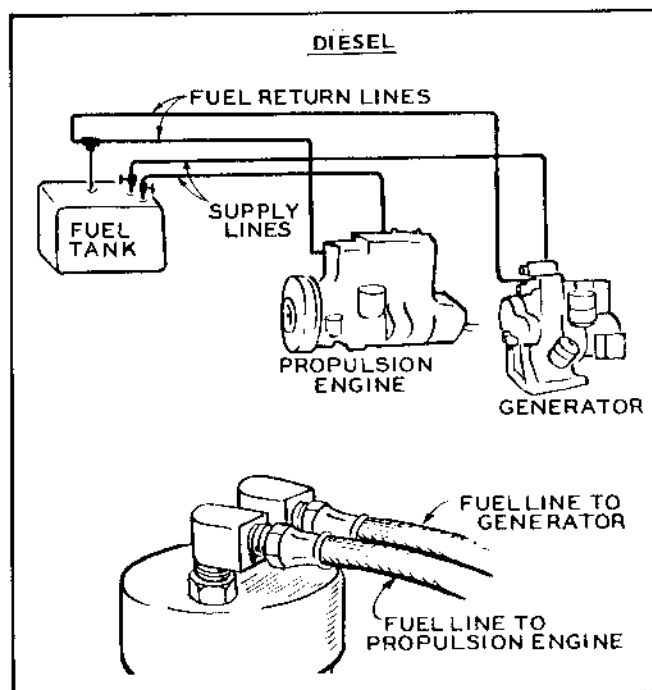 DIESEL
FUEL RETURN LINES
SUPPLY
LINES
FUEL
TANK
PROPULSION
ENGINE
GENERATOR
FUEL LINE TO
GENERATOR
FUEL LINE TO
PROPULSION ENGINE